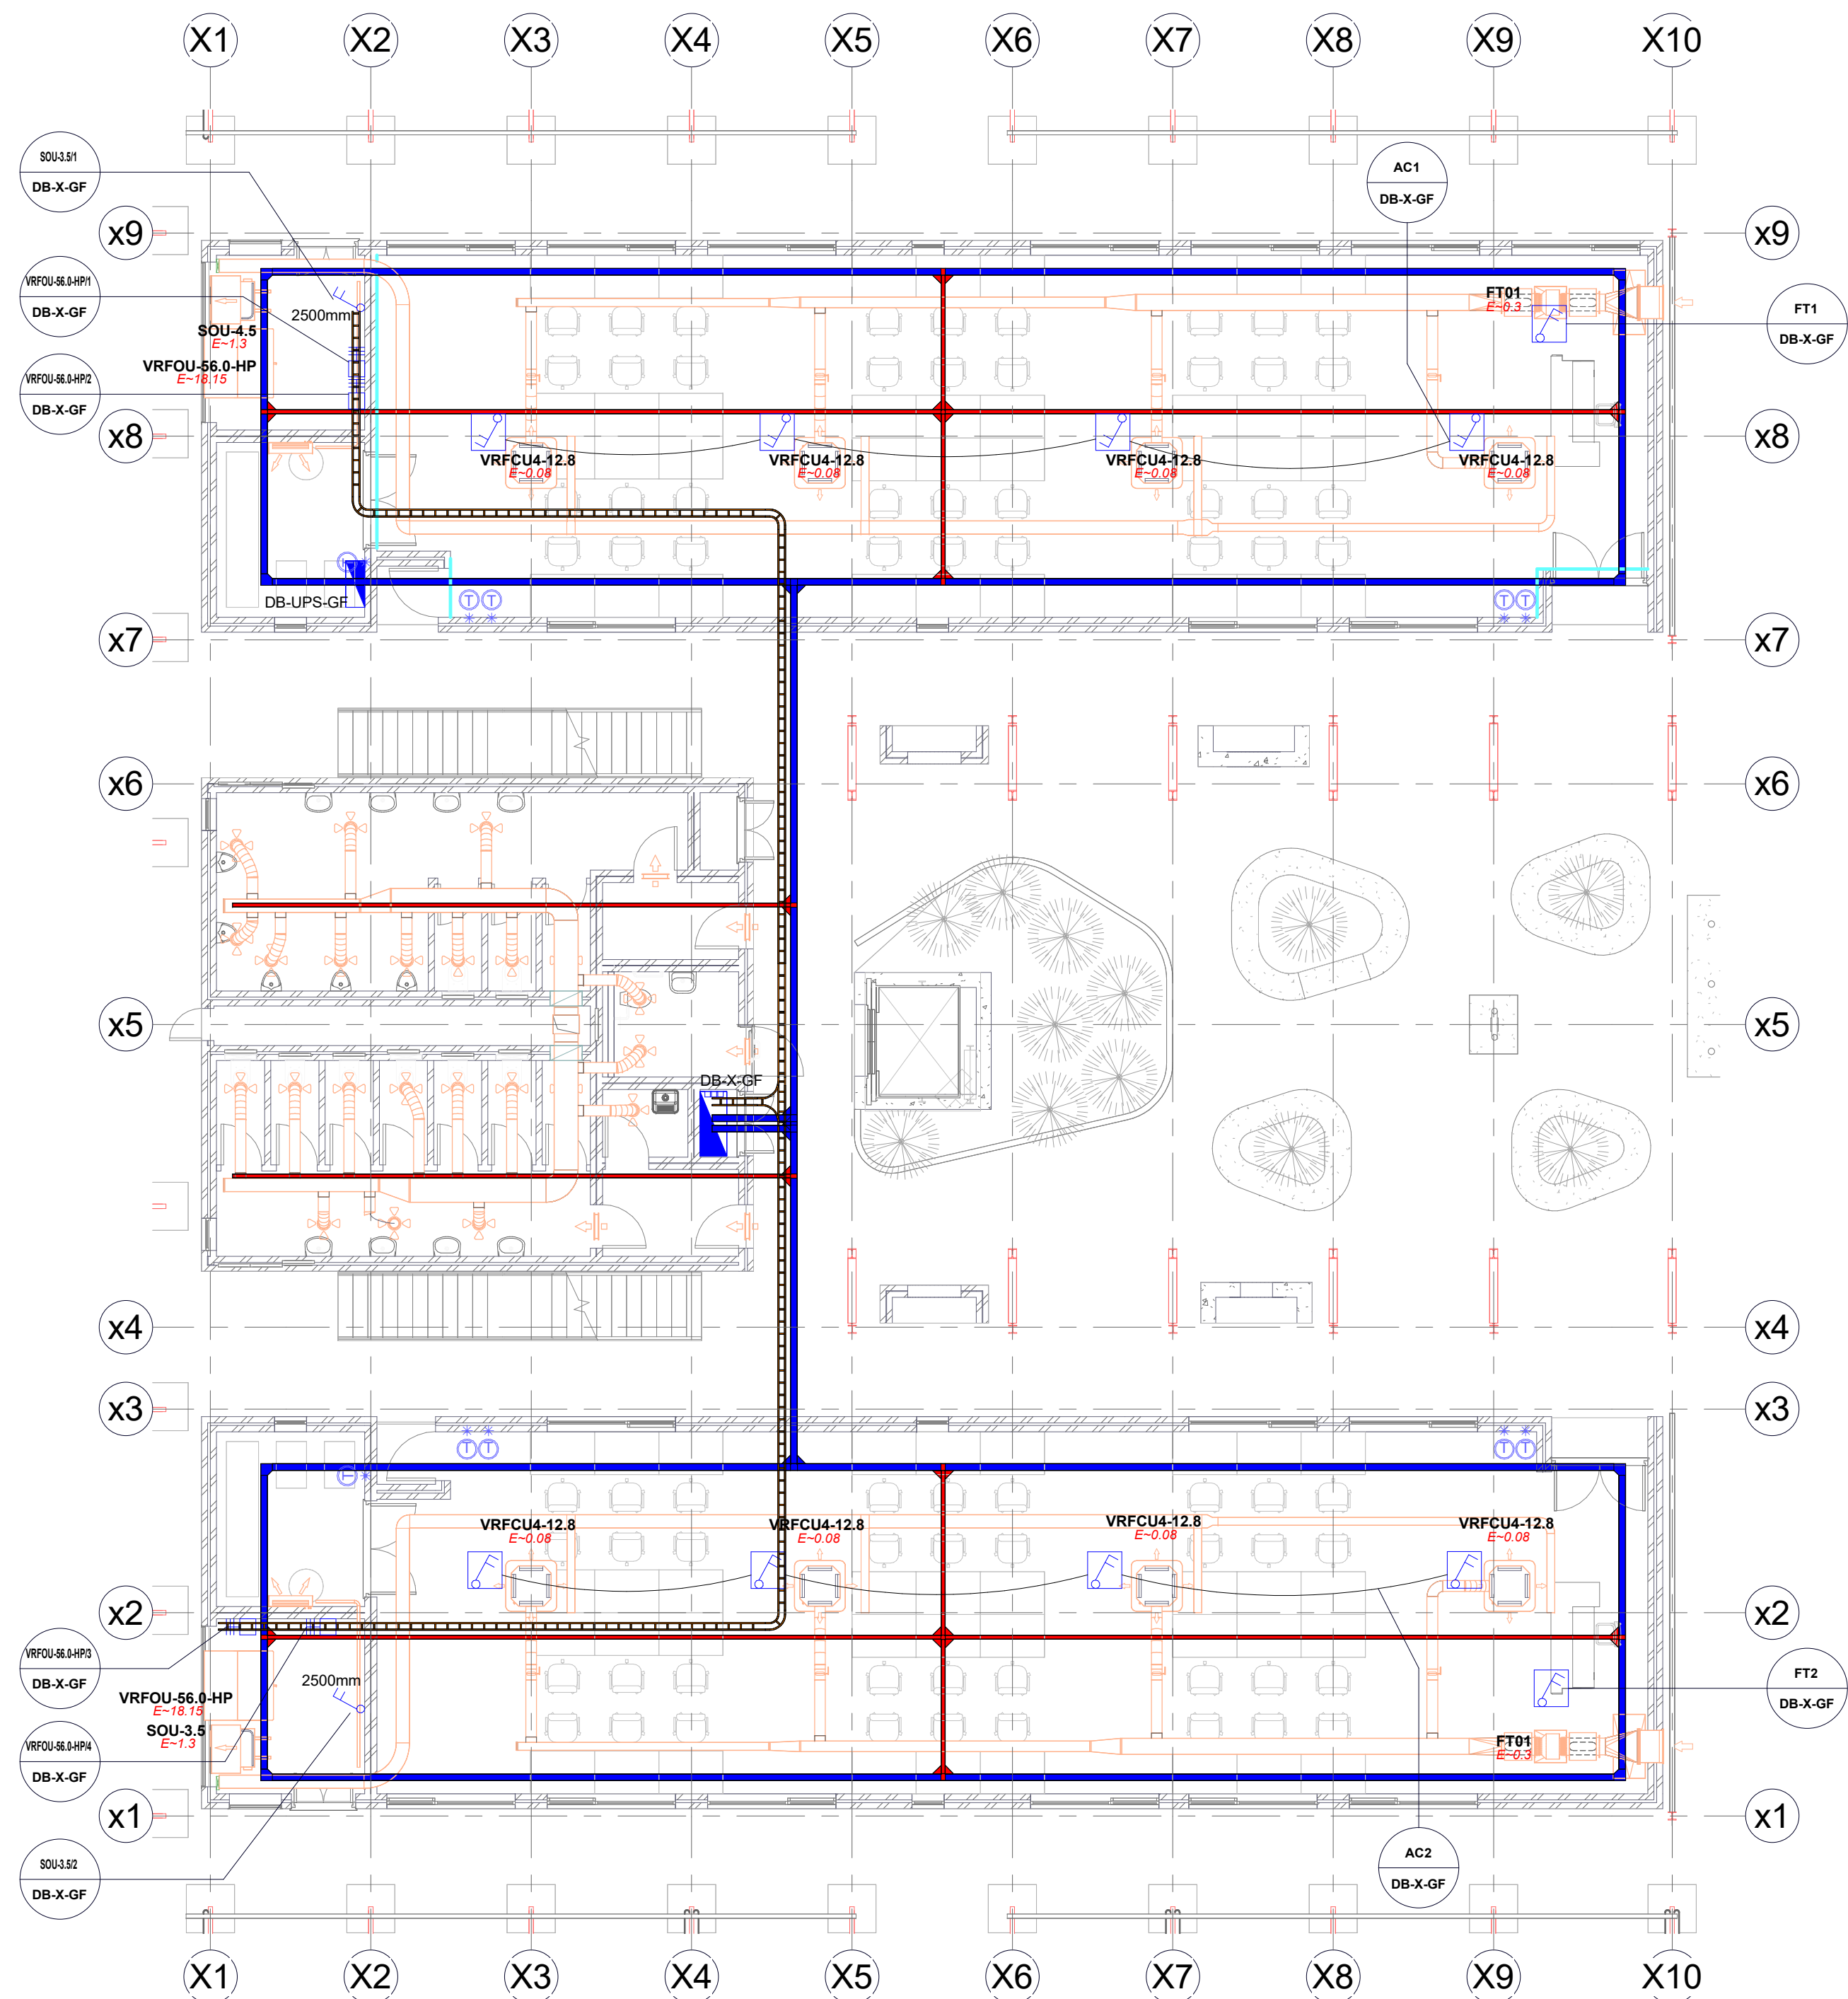 X1 X2 X3 X4 X5 X6 X7 X8 X9 X10
SOU-3.5/1
DB-X-GF
AC1
DB-X-GF
x9
x9
VRFOU-56.0-HP/1
DB-X-GF
2500mm
FT01
E~0.3
FT1
DB-X-GF
SOU-4.5
E~1.3
VRFOU-56.0-HP
E~18.15
VRFOU-56.0-HP/2
DB-X-GF
x8
x8
VRFCU4-12.8
E~0.08
VRFCU4-12.8
E~0.08
VRFCU4-12.8
E~0.08
VRFCU4-12.8
E~0.08
T
DB-UPS-GF
T T
T T
x7
x7
x6
x6
x5
x5
DB-X-GF
x4
x4
x3
x3
T T
T T
T
VRFCU4-12.8
E~0.08
VRFCU4-12.8
E~0.08
VRFCU4-12.8
E~0.08
VRFCU4-12.8
E~0.08
x2
x2
VRFOU-56.0-HP/3
DB-X-GF
2500mm
FT2
DB-X-GF
VRFOU-56.0-HP
E~18.15
SOU-3.5
E~1.3
FT01
E~0.3
VRFOU-56.0-HP/4
DB-X-GF
x1
x1
SOU-3.5/2
DB-X-GF
AC2
DB-X-GF
X1 X2 X3 X4 X5 X6 X7 X8 X9 X10